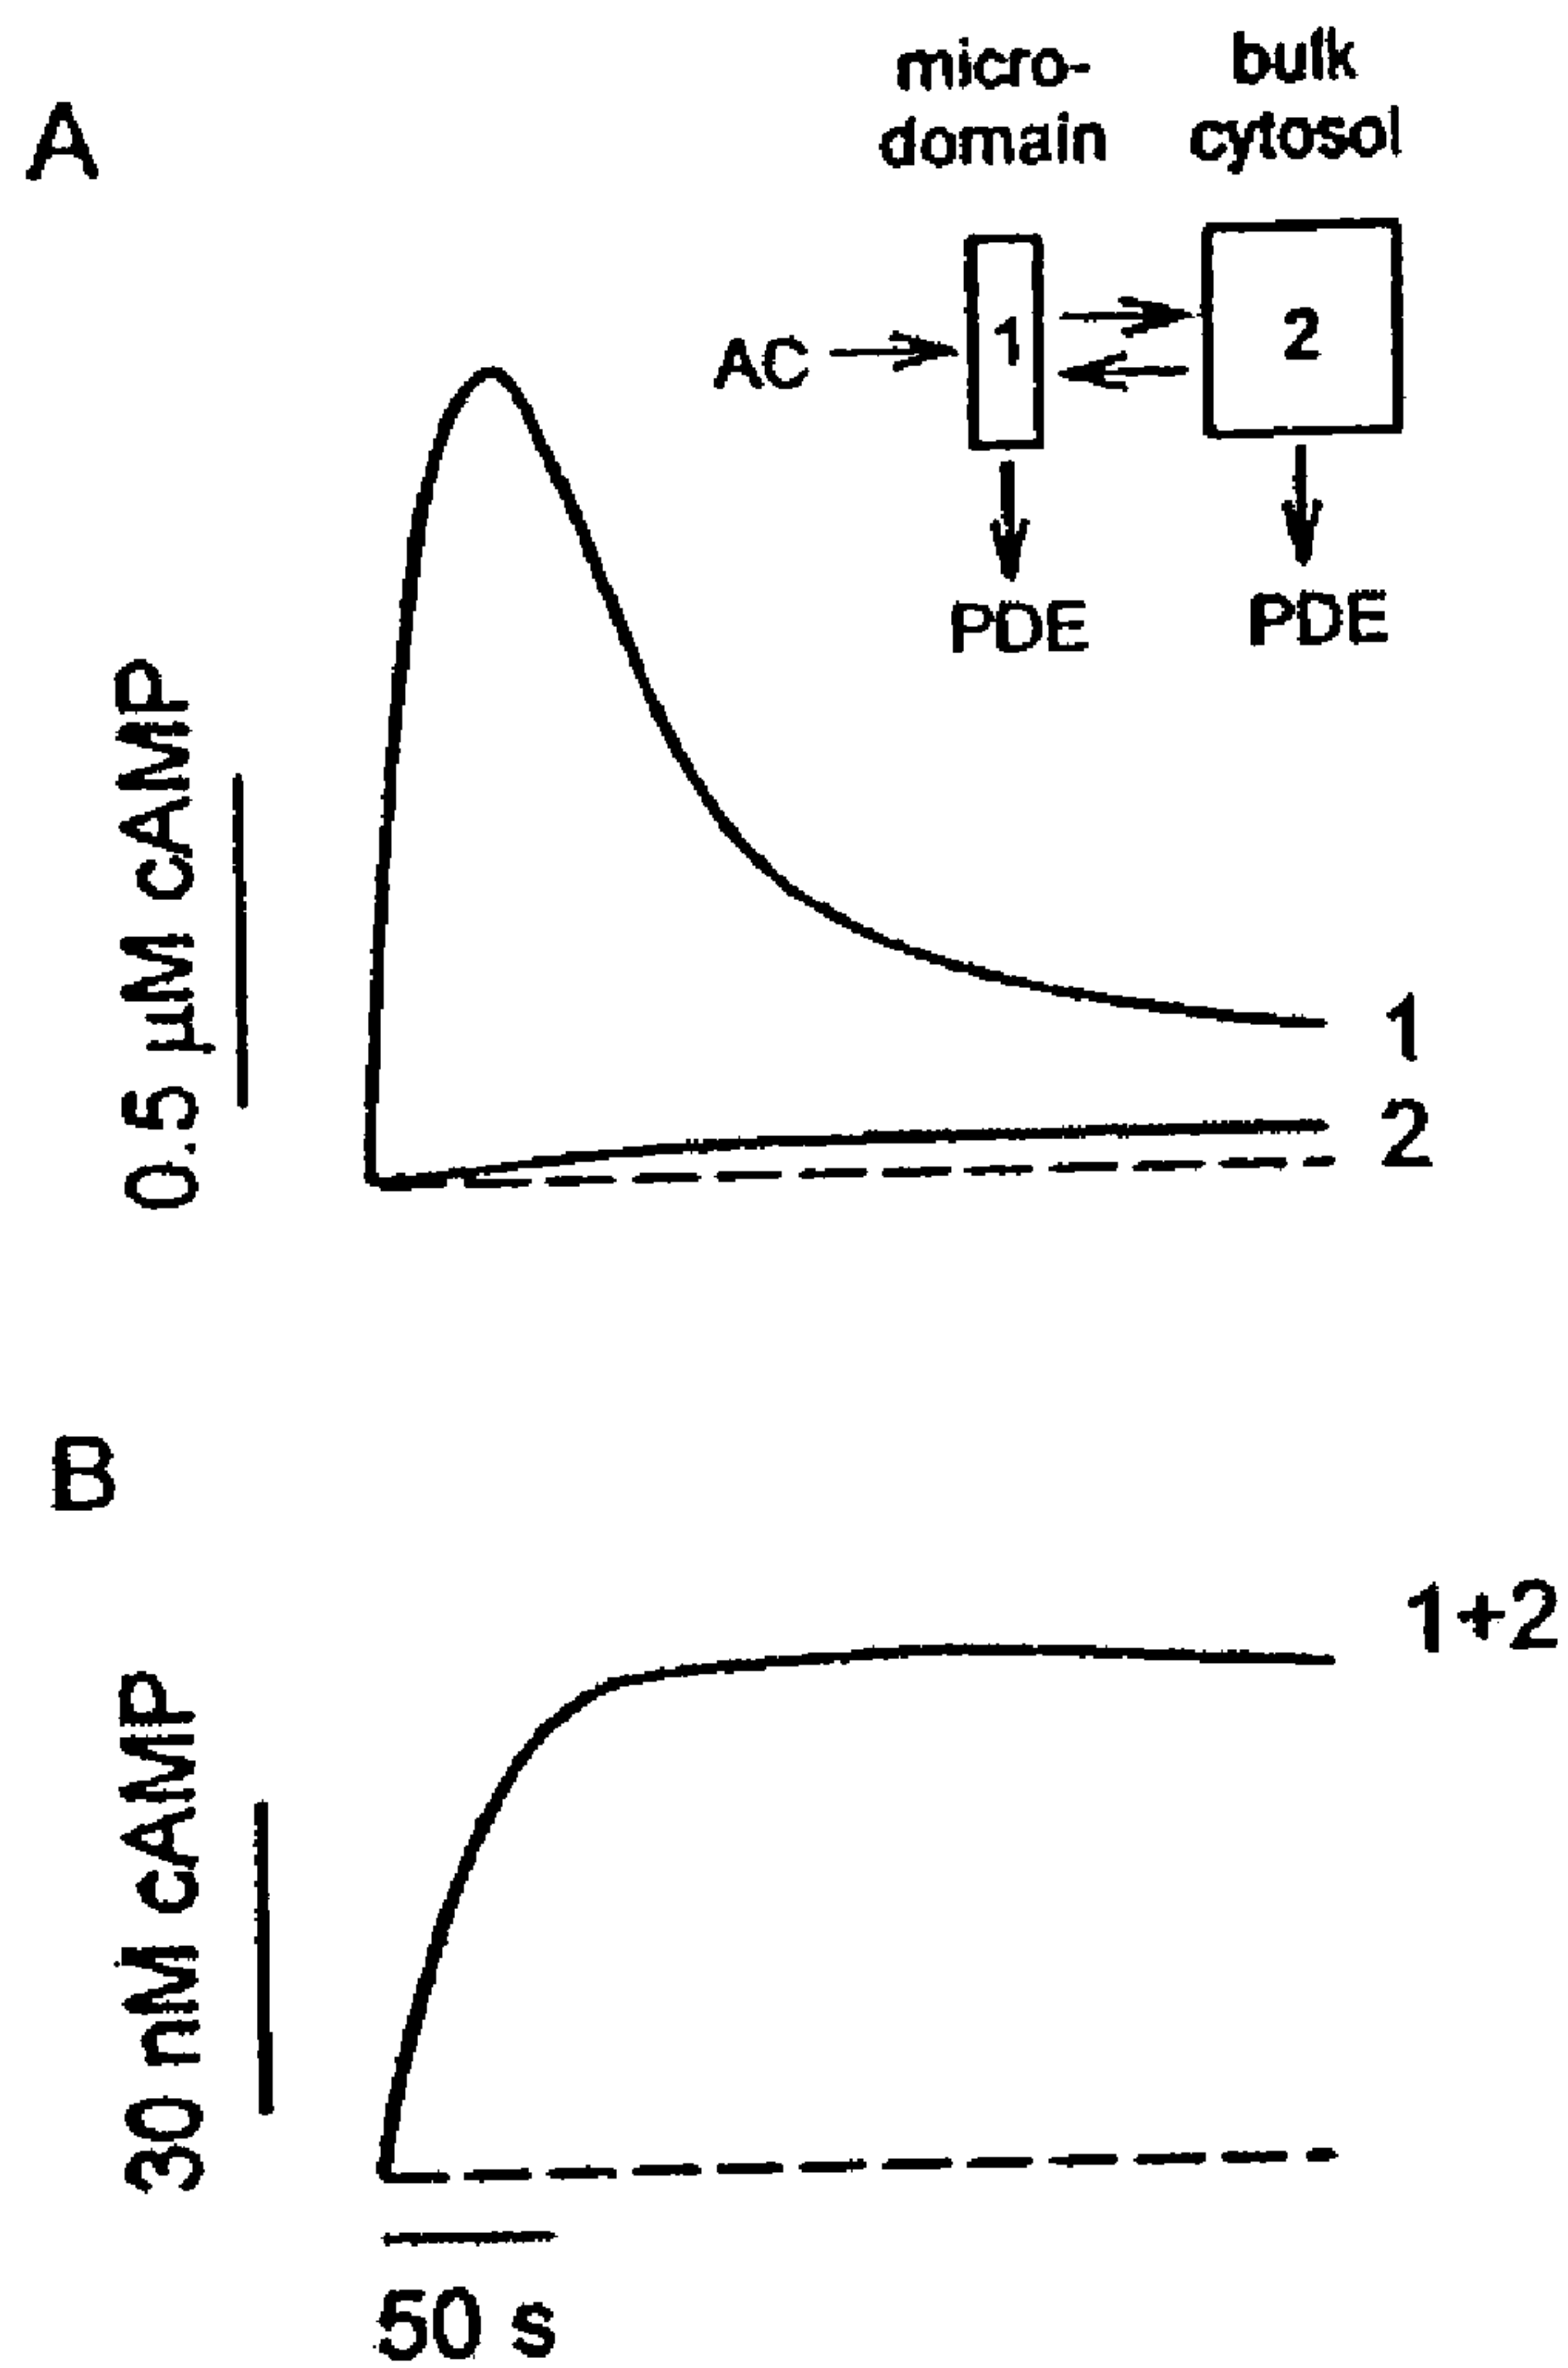 A
micro-
domain
bulk
cytosol
AC
1
2
PDE
PDE
0.5 µM cAMP
1
2
B
30 nM cAMP
1+2
50 s